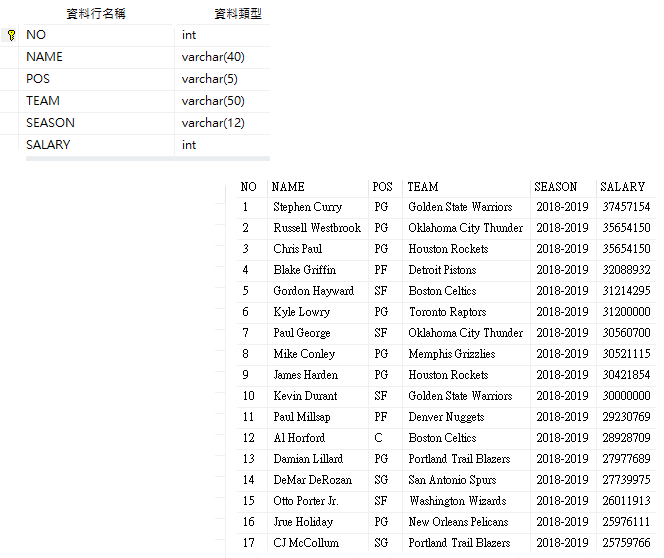 資料行名稱 資料類型
NO int
NAME varchar(40)
POS varchar(5)
TEAM varchar(50)
SEASON varchar(12)
SALARY int
NO NAME POS TEAM SEASON SALARY
1 Stephen Curry PG Golden State Warriors 2018-2019 37457154
2 Russell Westbrook PG Oklahoma City Thunder 2018-2019 35654150
3 Chris Paul PG Houston Rockets 2018-2019 35654150
4 Blake Griffin PF Detroit Pistons 2018-2019 32088932
5 Gordon Hayward SF Boston Celtics 2018-2019 31214295
6 Kyle Lowry PG Toronto Raptors 2018-2019 31200000
7 Paul George SF Oklahoma City Thunder 2018-2019 30560700
8 Mike Conley PG Memphis Grizzlies 2018-2019 30521115
9 James Harden PG Houston Rockets 2018-2019 30421854
10 Kevin Durant SF Golden State Warriors 2018-2019 30000000
11 Paul Millsap PF Denver Nuggets 2018-2019 29230769
12 Al Horford C Boston Celtics 2018-2019 28928709
13 Damian Lillard PG Portland Trail Blazers 2018-2019 27977689
14 DeMar DeRozan SG San Antonio Spurs 2018-2019 27739975
15 Otto Porter Jr. SF Washington Wizards 2018-2019 26011913
16 Jrue Holiday PG New Orleans Pelicans 2018-2019 25976111
17 CJ McCollum SG Portland Trail Blazers 2018-2019 25759766